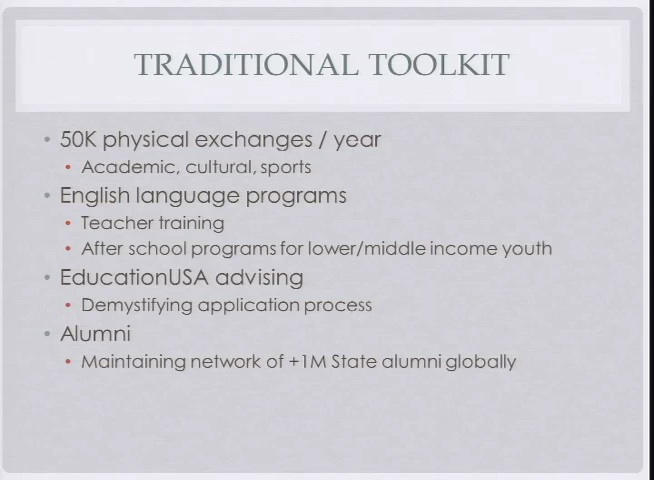 TRADITIONAL TOOLKIT
• 50K physical exchanges / year
• Academic, cultural, sports
• English language programs
• Teacher training
• After school programs for lower/middle income youth
• EducationUSA advising
• Demystifying application process
• Alumni
• Maintaining network of +1M State alumni globally